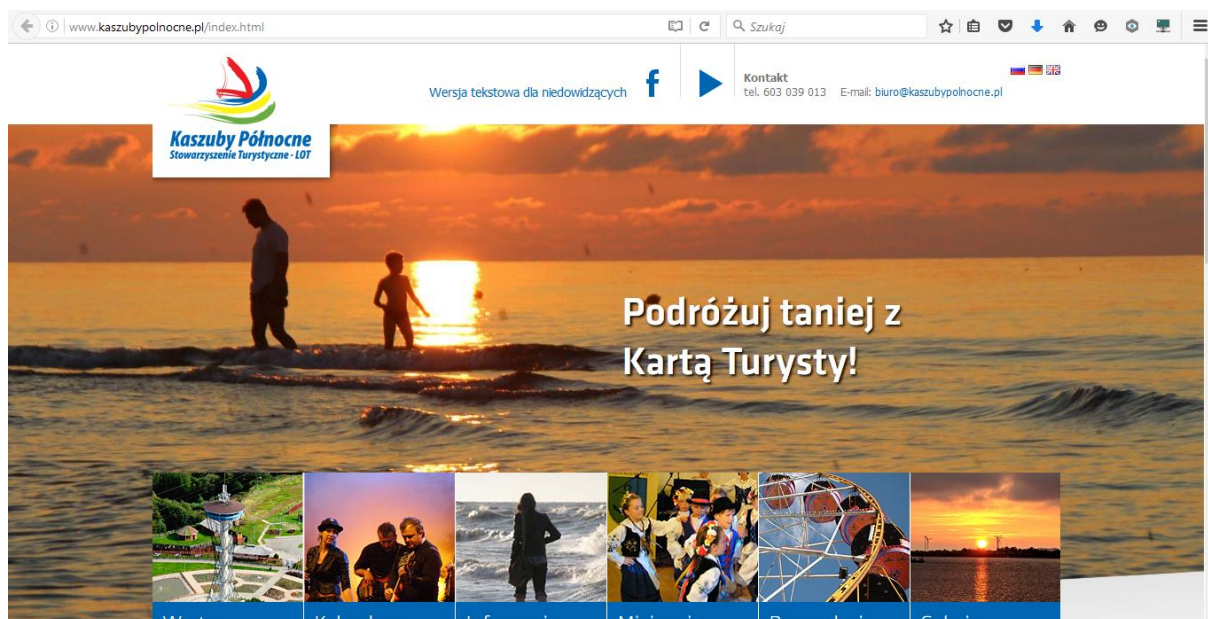 www.kaszubypolnocne.pl/index.html
Szukaj
Kaszuby Północne
Stowarzyszenie Turystyczne - LOT
Wersja tekstowa dla niedowidzących
Kontakt
tel. 603 039 013 E-mail: biuro@kaszubypolnocne.pl
Podróżuj taniej z
Kartą Turysty!